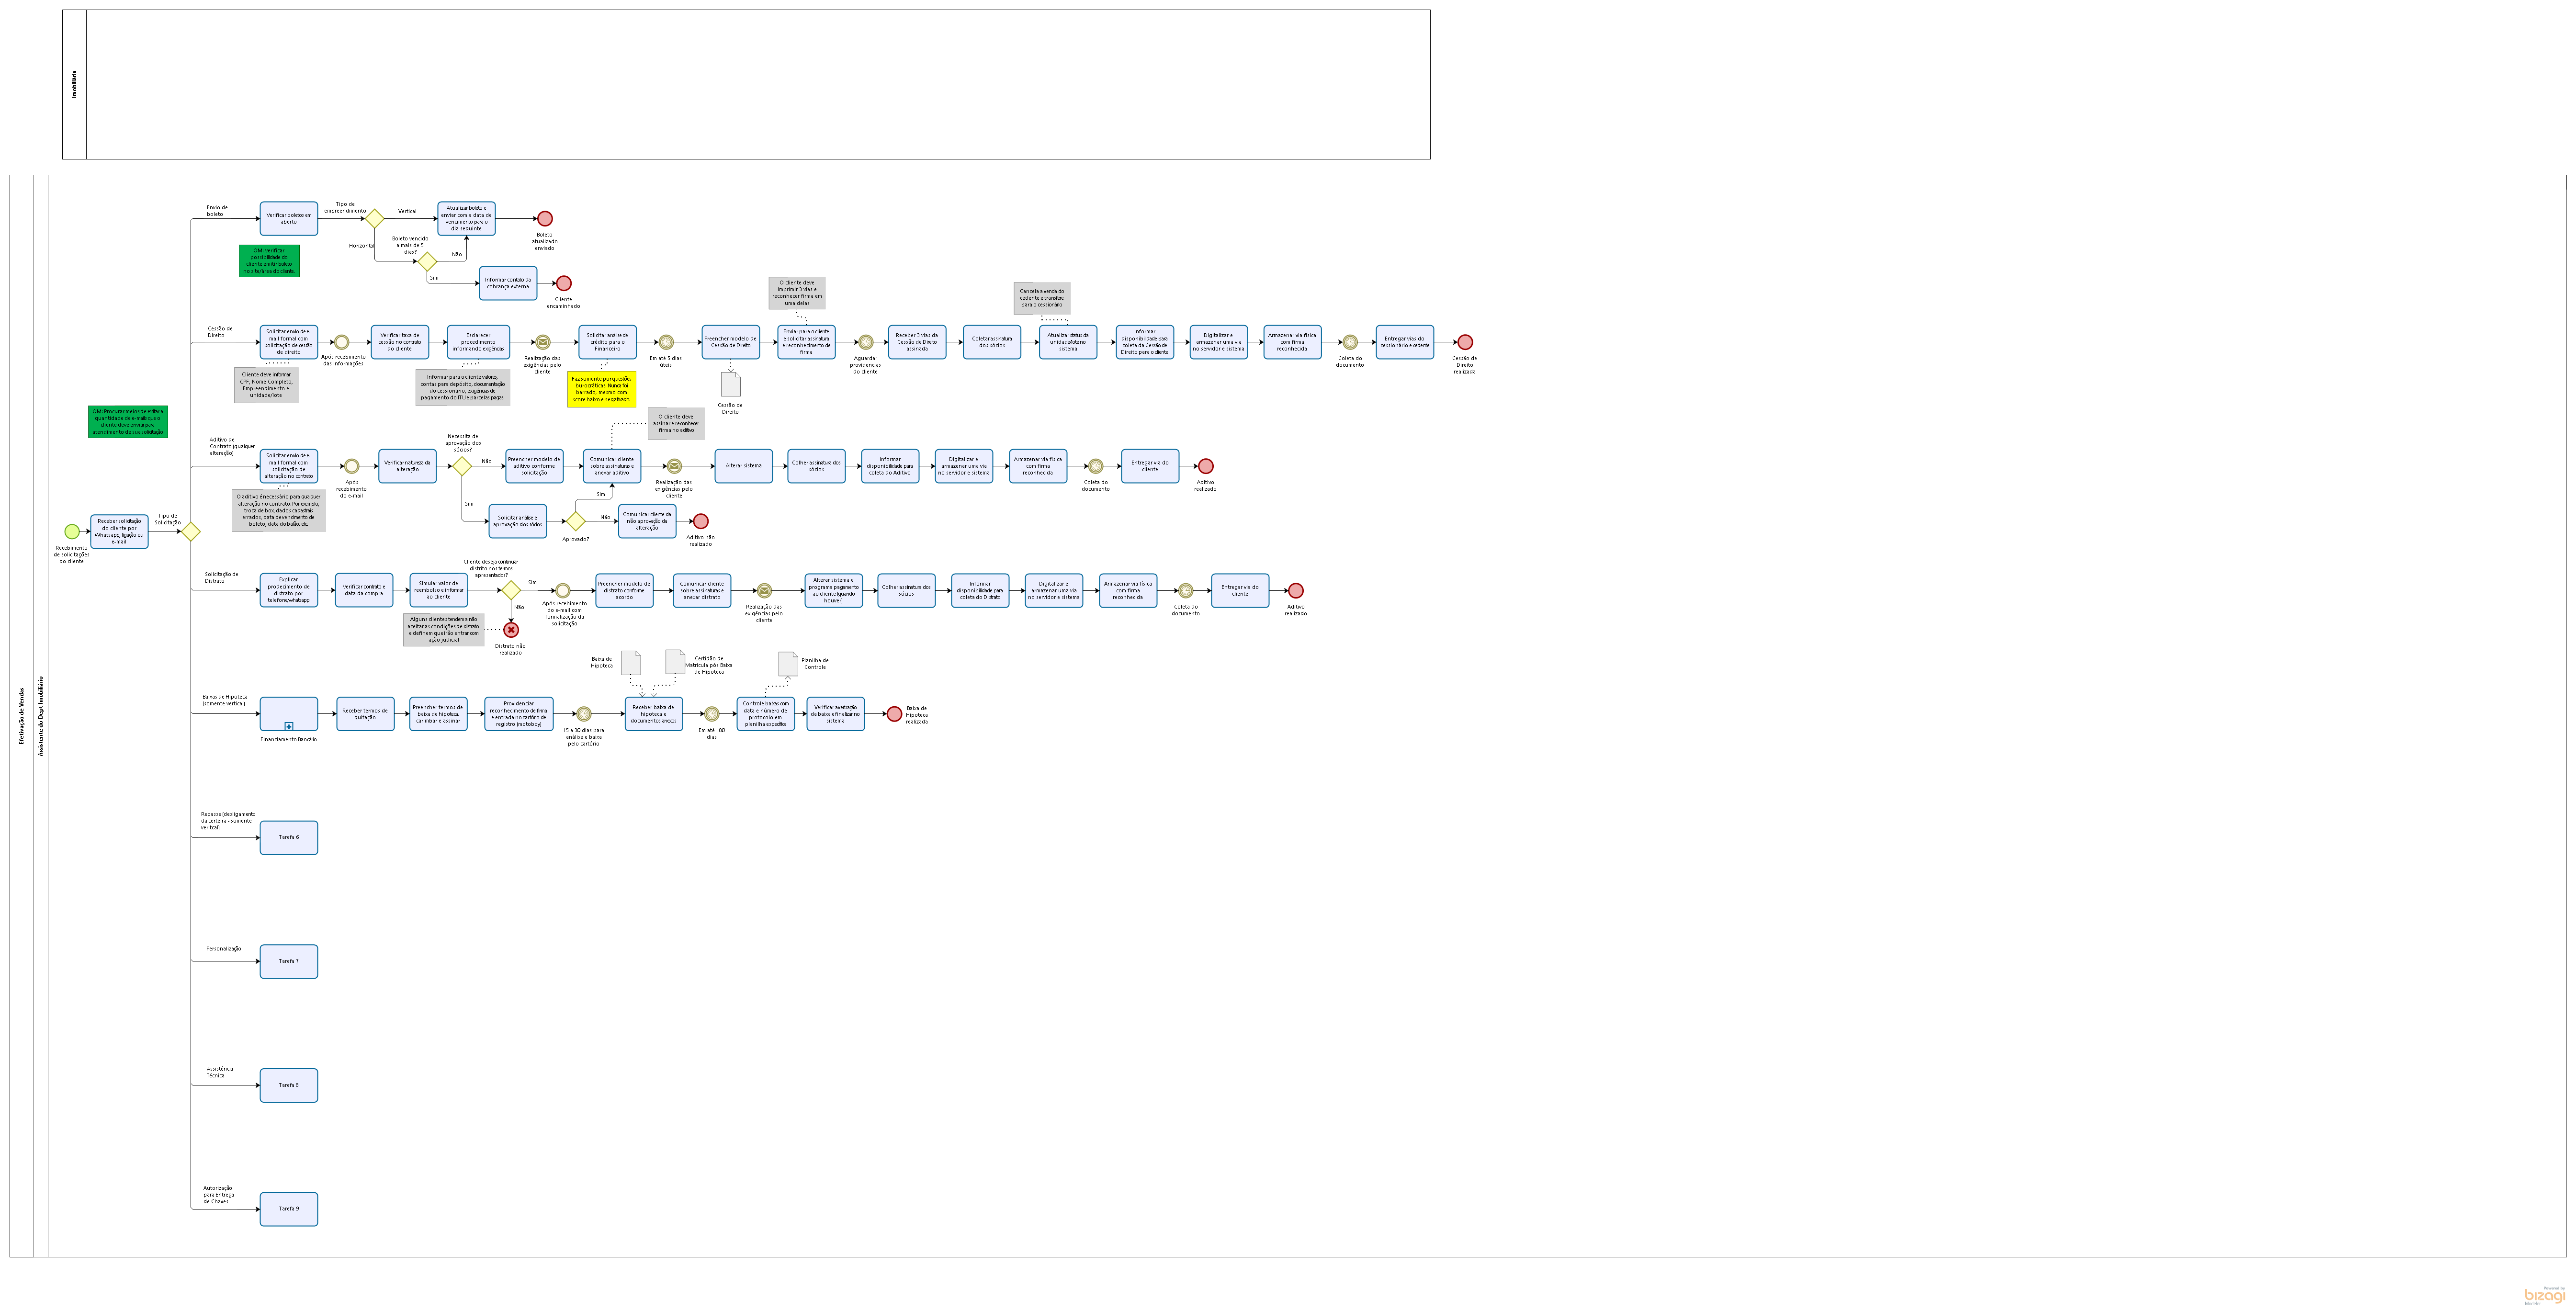 Imobiliária
Efetivação de Vendas
Assistente do Dept Imobiliário
Recebimento
de solicitações
do cliente
Receber solicitação
do cliente por
Whatsapp, ligação ou
e-mail
Tipo de
Solicitação
Envio de
boleto
Verificar boletos em
aberto
Tipo de
empreendimento
Vertical
Horizontal
Atualizar boleto e
enviar com a data de
vencimento para o
dia seguinte
Boleto
atualizado
enviado
Boleto vencido
a mais de 5
dias?
Não
Sim
Informar contato da
cobrança externa
Cliente
encaminhado
OM: verificar
possibilidade do
cliente emitir boleto
no site/área do cliente.
Cessão de
Direito
Solicitar envio de e-
mail formal com
solicitação de cessão
de direito
Cliente deve informar
CPF, Nome Completo,
Empreendimento e
unidade/lote
Após recebimento
das informações
Verificar taxa de
cessão no contrato
do cliente
Esclarecer
procedimento
informando exigências
Informar para o cliente valores,
contas para depósito, documentação
do cessionário, exigências de
pagamento do ITU e parcelas pagas.
Realização das
exigências pelo
cliente
Solicitar análise de
crédito para o
Financeiro
Faz somente por questões
burocráticas. Nunca foi
barrado, mesmo com
score baixo e negativado.
Em até 5 dias
úteis
Preencher modelo de
Cessão de Direito
Cessão de
Direito
O cliente deve
imprimir 3 vias e
reconhecer firma em
uma delas
Enviar para o cliente
e solicitar assinatura
e reconhecimento de
firma
Aguardar
providencias
do cliente
Receber 3 vias da
Cessão de Direito
assinada
Coletar assinatura
dos sócios
Cancela a venda do
cedente e transfere
para o cessionário
Atualizar status da
unidade/lote no
sistema
Informar
disponibilidade para
coleta da Cessão de
Direito para o cliente
Digitalizar e
armazenar uma via
no servidor e sistema
Armazenar via física
com firma
reconhecida
Coleta do
documento
Entregar vias do
cessionário e cedente
Cessão de
Direito
realizada
OM: Procurar meios de evitar a
quantidade de e-mails que o
cliente deve enviar para
atendimento de sua solicitação
Aditivo de
Contrato (qualquer
alteração)
Solicitar envio de e-
mail formal com
solicitação de
alteração no contrato
O aditivo é necessário para qualquer
alteração no contrato. Por exemplo,
troca de box, dados cadastrais
errados, data de vencimento de
boleto, data do balão, etc.
Após
recebimento
do e-mail
Verificar natureza da
alteração
Necessita de
aprovação dos
sócios?
Não
Sim
Preencher modelo de
aditivo conforme
solicitação
Comunicar cliente
sobre assinaturas e
anexar aditivo
O cliente deve
assinar e reconhecer
firma no aditivo
Realização das
exigências pelo
cliente
Alterar sistema
Colher assinatura dos
sócios
Informar
disponibilidade para
coleta do Aditivo
Digitalizar e
armazenar uma via
no servidor e sistema
Armazenar via física
com firma
reconhecida
Coleta do
documento
Entregar via do
cliente
Aditivo
realizado
Solicitar análise e
aprovação dos sócios
Aprovado?
Sim
Não
Comunicar cliente da
não aprovação da
alteração
Aditivo não
realizado
Solicitação de
Distrato
Explicar
prodecimento de
distrato por
telefone/whatsapp
Verificar contrato e
data da compra
Simular valor de
reembolso e informar
ao cliente
Cliente deseja continuar
distrito nos termos
apresentados?
Sim
Não
Alguns clientes tendem a não
aceitar as condições de distrato
e definem que irão entrar com
ação judicial
Distrato não
realizado
Após recebimento
do e-mail com
formalização da
solicitação
Preencher modelo de
distrato conforme
acordo
Comunicar cliente
sobre assinaturas e
anexar distrato
Realização das
exigências pelo
cliente
Alterar sistema e
programa pagamento
ao cliente (quando
houver)
Colher assinatura dos
sócios
Informar
disponibilidade para
coleta do Distrato
Digitalizar e
armazenar uma via
no servidor e sistema
Armazenar via física
com firma
reconhecida
Coleta do
documento
Entregar via do
cliente
Aditivo
realizado
Baixas de Hipoteca
(somente vertical)
Financiamento Bancário
Receber termos de
quitação
Preencher termos de
baixa de hipoteca,
carimbar e assinar
Providenciar
reconhecimento de firma
e entrada no cartório de
registro (motoboy)
15 a 30 dias para
análise e baixa
pelo cartório
Baixa de
Hipoteca
Certidão de
Matricula pós Baixa
de Hipoteca
Receber baixa de
hipoteca e
documentos anexos
Em até 180
dias
Planilha de
Controle
Controle baixas com
data e número de
protocolo em
planilha específica
Verificar averbação
da baixa e finalizar no
sistema
Baixa de
Hipoteca
realizada
Repasse (desligamento
da certeira - somente
veritcal)
Tarefa 6
Personalização
Tarefa 7
Assistência
Técnica
Tarefa 8
Autorização
para Entrega
de Chaves
Tarefa 9
Powered by
bizagi
Modeler